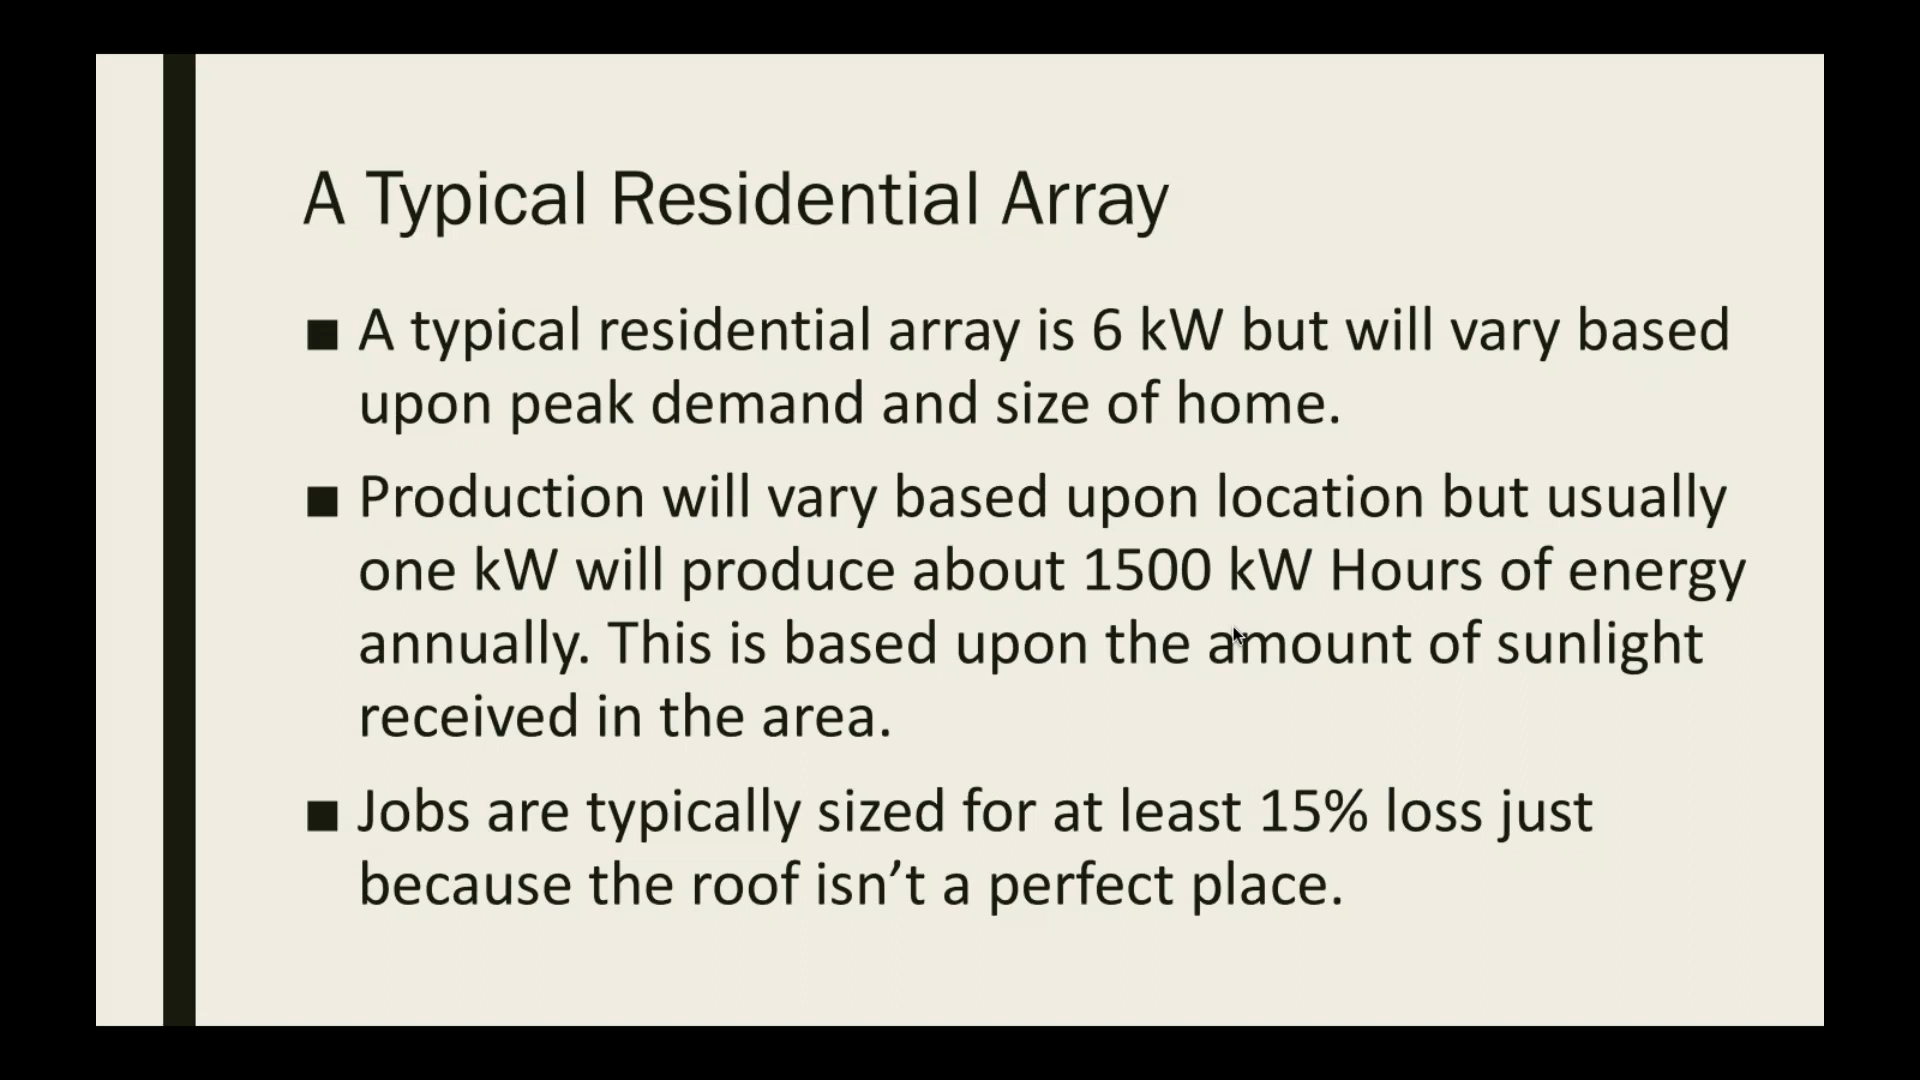 A Typical Residential Array
■ A typical residential array is 6 kW but will vary based
upon peak demand and size of home.
■ Production will vary based upon location but usually
one kW will produce about 1500 kW Hours of energy
annually. This is based upon the amount of sunlight
received in the area.
■ Jobs are typically sized for at least 15% loss just
because the roof isn’t a perfect place.